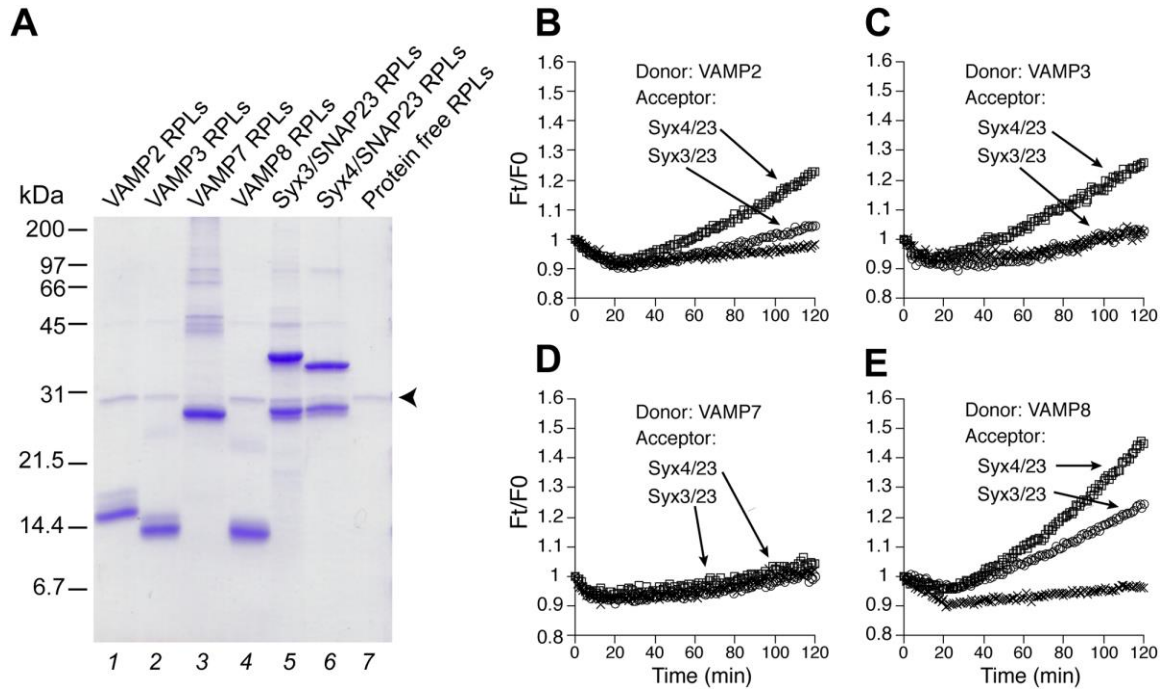 A
VAMP2 RPLs
VAMP3 RPLs
VAMP7 RPLs
VAMP8 RPLs
Syx3/SNAP23 RPLs
Syx4/SNAP23 RPLs
Protein free RPLs
kDa
200
97
66
45
31
21.5
14.4
6.7
1 2 3 4 5 6 7
B
Ft/F0
1.6
1.5
1.4
1.3
1.2
1.1
1
0.9
0.8
Donor: VAMP2
Acceptor:
Syx4/23
Syx3/23
0 20 40 60 80 100 120
C
1.6
1.5
1.4
1.3
1.2
1.1
1
0.9
0.8
Donor: VAMP3
Acceptor:
Syx4/23
Syx3/23
0 20 40 60 80 100 120
D
Ft/F0
1.6
1.5
1.4
1.3
1.2
1.1
1
0.9
0.8
Donor: VAMP7
Acceptor:
Syx4/23
Syx3/23
0 20 40 60 80 100 120
Time (min)
E
1.6
1.5
1.4
1.3
1.2
1.1
1
0.9
0.8
Donor: VAMP8
Acceptor:
Syx4/23
Syx3/23
0 20 40 60 80 100 120
Time (min)